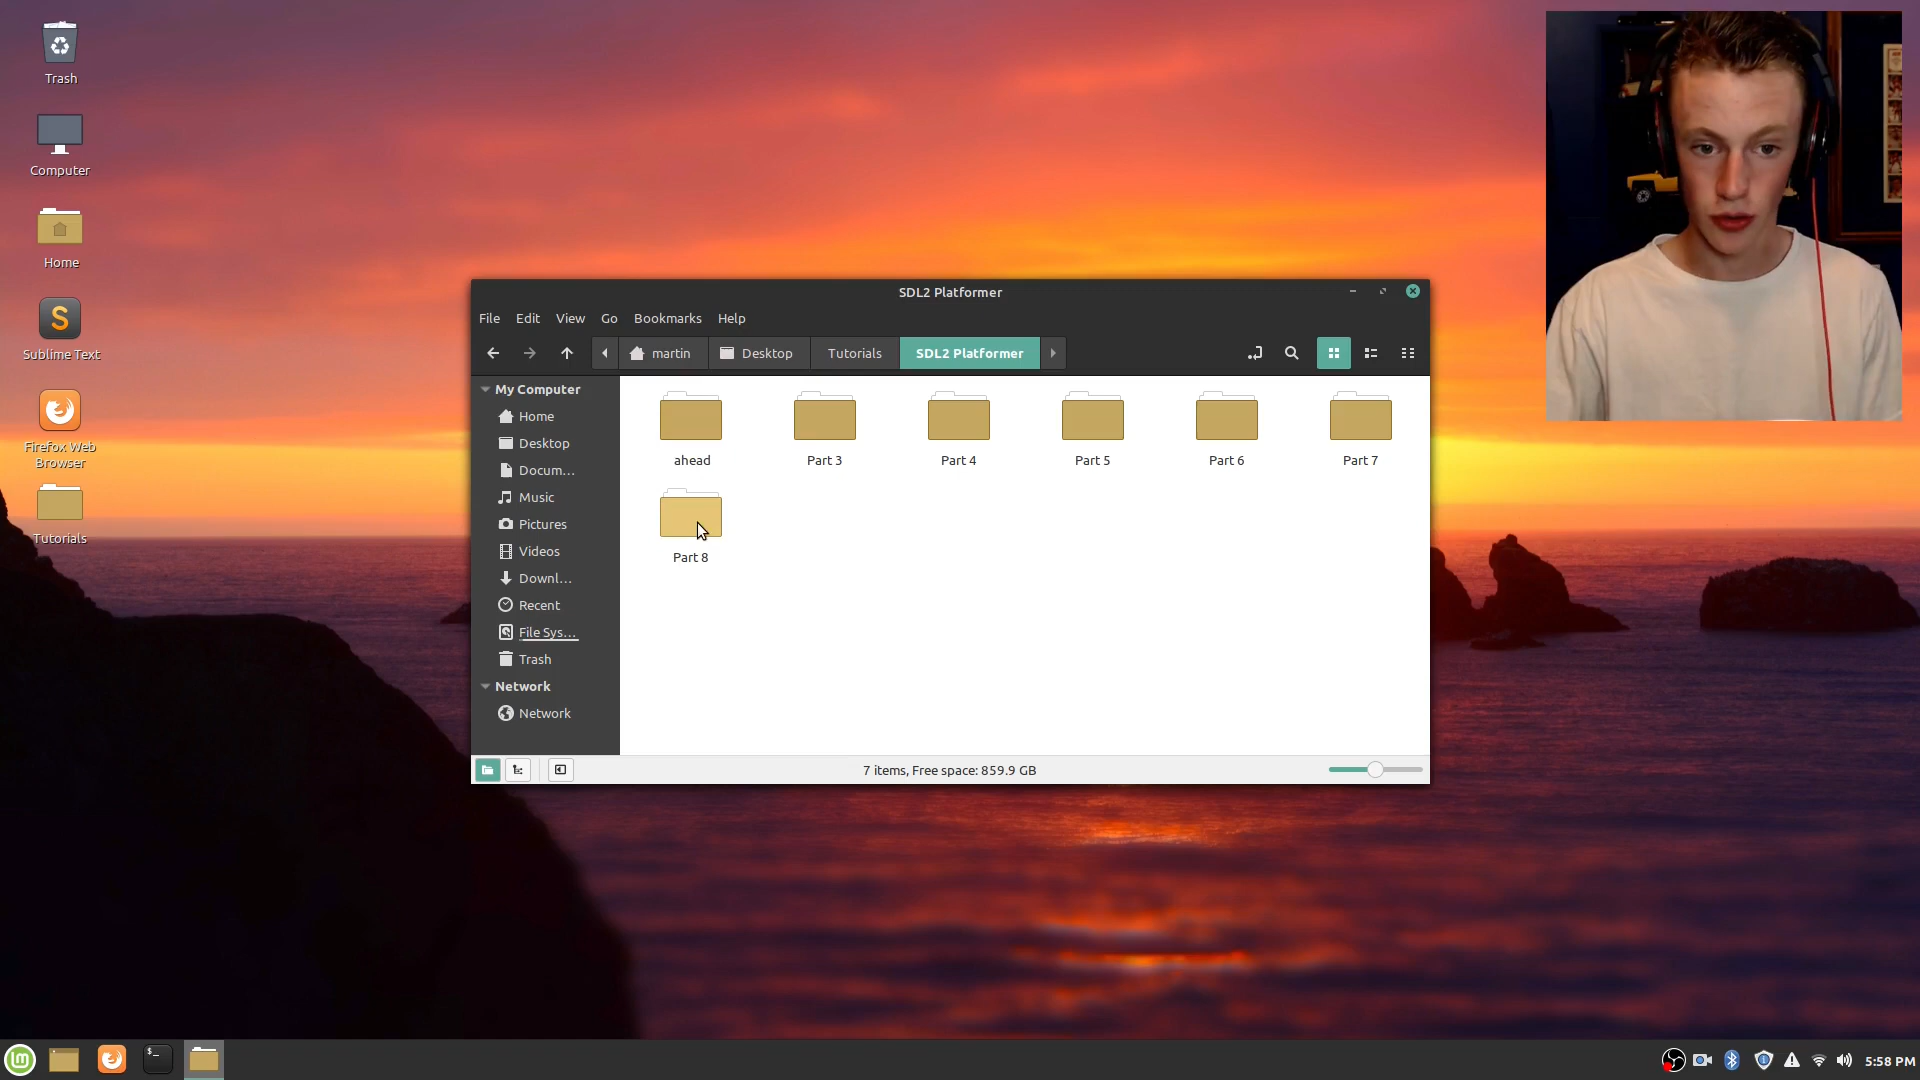 Trash
Computer
Home
S
Sublime Text
Firefox Web
Browser
Tutorials
SDL2 Platformer
File Edit View Go Bookmarks Help
martin Desktop Tutorials SDL2 Platformer
My Computer
Home
Desktop
Docum...
Music
Pictures
Videos
Downl...
Recent
File Sys...
Trash
Network
Network
ahead Part 3 Part 4 Part 5 Part 6 Part 7
Part 8
7 items, Free space: 859.9 GB
lm
$_
5:58 PM